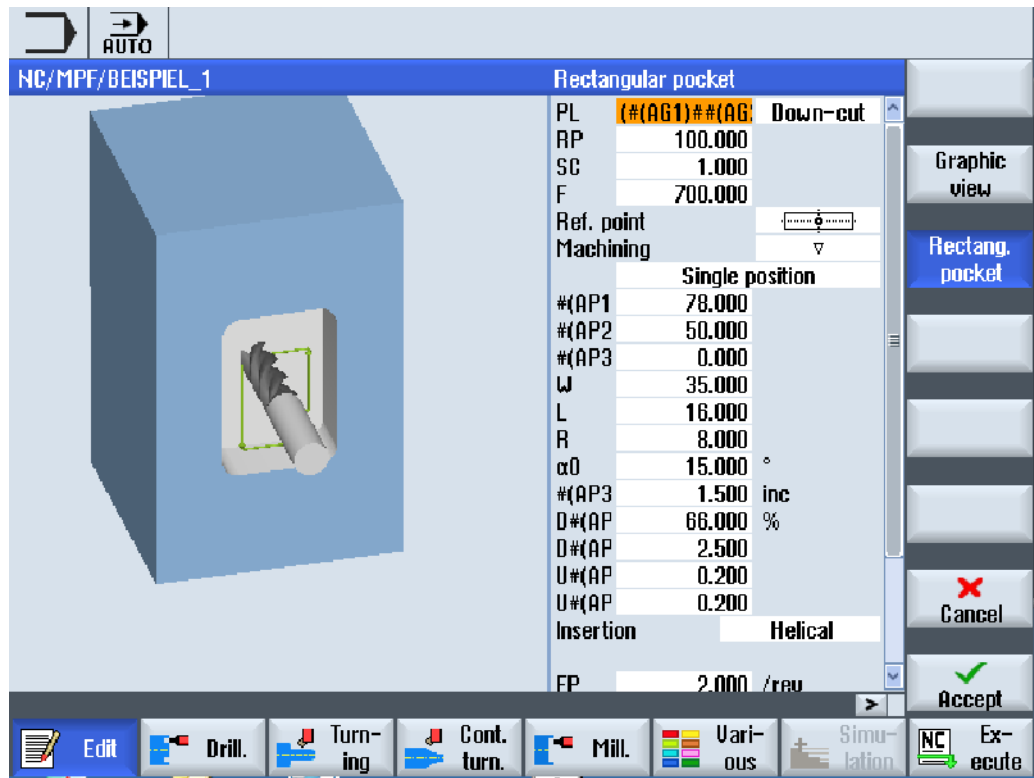 AUTO
NC/MPF/BEISPIEL_1
Rectangular pocket
PL (#(AG1)##(AG: Down-cut
RP 100.000
SC 1.000
F 700.000
Ref. point
Machining ▽
Single position
#(AP1 78.000
#(AP2 50.000
#(AP3 0.000
W 35.000
L 16.000
R 8.000
α0 15.000 °
#(AP3 1.500 inc
D#(AP 66.000 %
D#(AP 2.500
U#(AP 0.200
U#(AP 0.200
Insertion Helical
FP 2.000 /rev
>
Graphic
view
Rectang.
pocket
Cancel
Accept
Edit
Drill.
Turn-
ing
Cont.
turn.
Mill.
Vari-
ous
Simu-
lation
NC Ex-
ecute